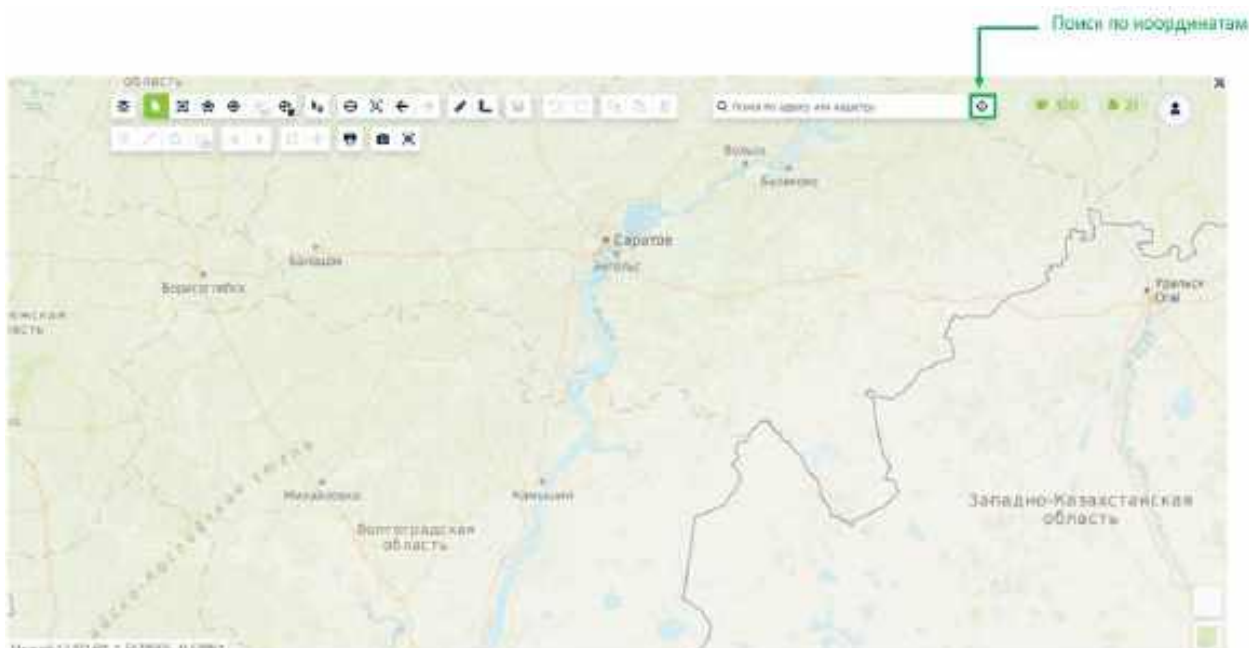 Поиск по координатам
область
Поиск по адресу или кадастру
Вольск
Балаково
Саратов
Энгельс
Балашов
Борисоглебск
Уральск
Oral
Михайловка
Камышин
Волгоградская
область
Западно-Казахстанская
область